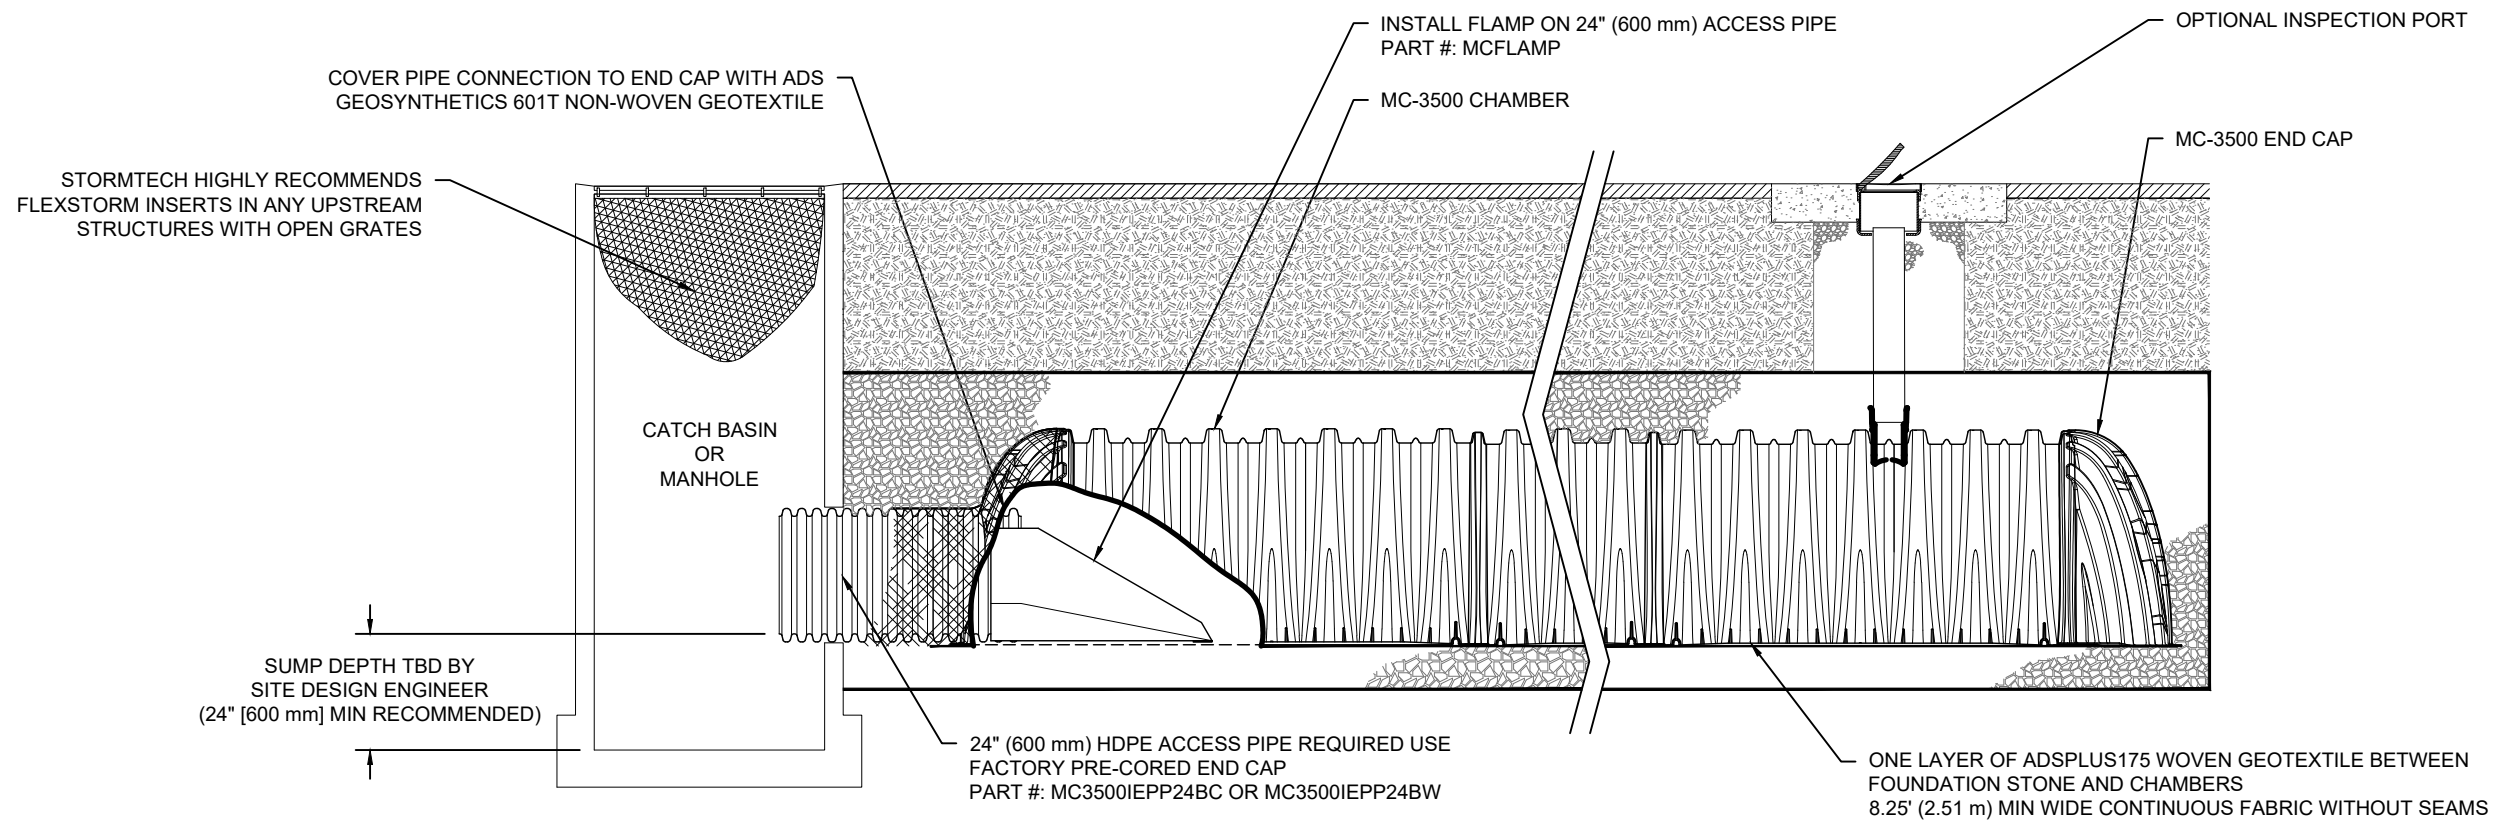 INSTALL FLAMP ON 24" (600 mm) ACCESS PIPE
PART #: MCFLAMP
OPTIONAL INSPECTION PORT
COVER PIPE CONNECTION TO END CAP WITH ADS
GEOSYNTHETICS 601T NON-WOVEN GEOTEXTILE
MC-3500 CHAMBER
MC-3500 END CAP
STORMTECH HIGHLY RECOMMENDS
FLEXSTORM INSERTS IN ANY UPSTREAM
STRUCTURES WITH OPEN GRATES
CATCH BASIN
OR
MANHOLE
SUMP DEPTH TBD BY
SITE DESIGN ENGINEER
(24" [600 mm] MIN RECOMMENDED)
24" (600 mm) HDPE ACCESS PIPE REQUIRED USE
FACTORY PRE-CORED END CAP
PART #: MC3500IEPP24BC OR MC3500IEPP24BW
ONE LAYER OF ADSPLUS175 WOVEN GEOTEXTILE BETWEEN
FOUNDATION STONE AND CHAMBERS
8.25' (2.51 m) MIN WIDE CONTINUOUS FABRIC WITHOUT SEAMS